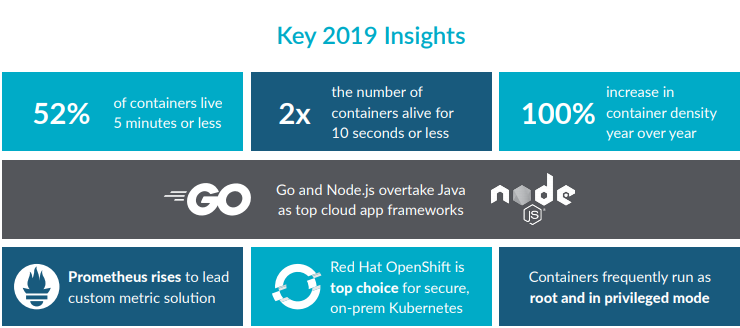 Key 2019 Insights
52%
of containers live
5 minutes or less
2x
the number of
containers alive for
10 seconds or less
100%
increase in
container density
year over year
GO
Go and Node.js overtake Java
as top cloud app frameworks
node
JS
Prometheus rises to lead
custom metric solution
Red Hat OpenShift is
top choice for secure,
on-prem Kubernetes
Containers frequently run as
root and in privileged mode